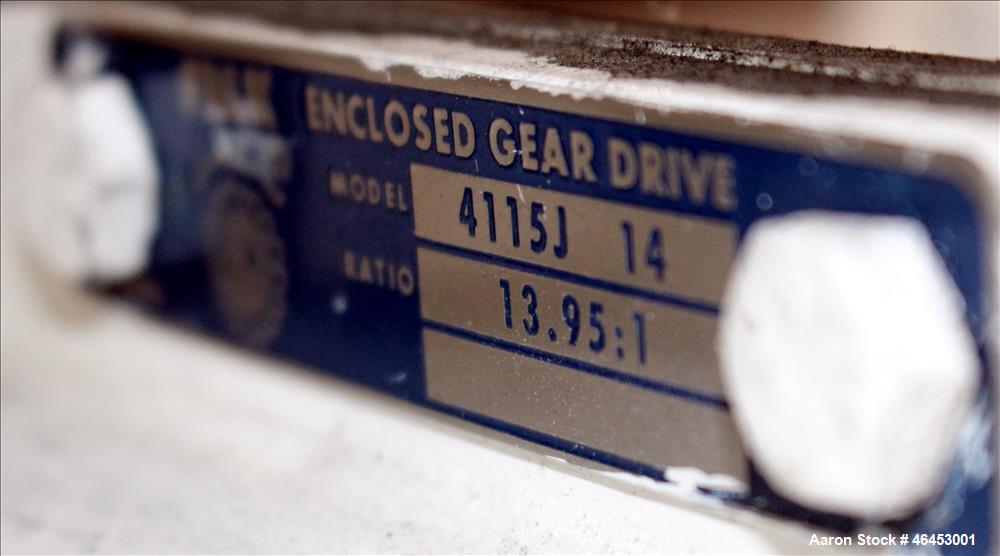 ENCLOSED GEAR DRIVE
MODEL 4115J 14
RATIO 13.95:1
Aaron Stock # 46453001